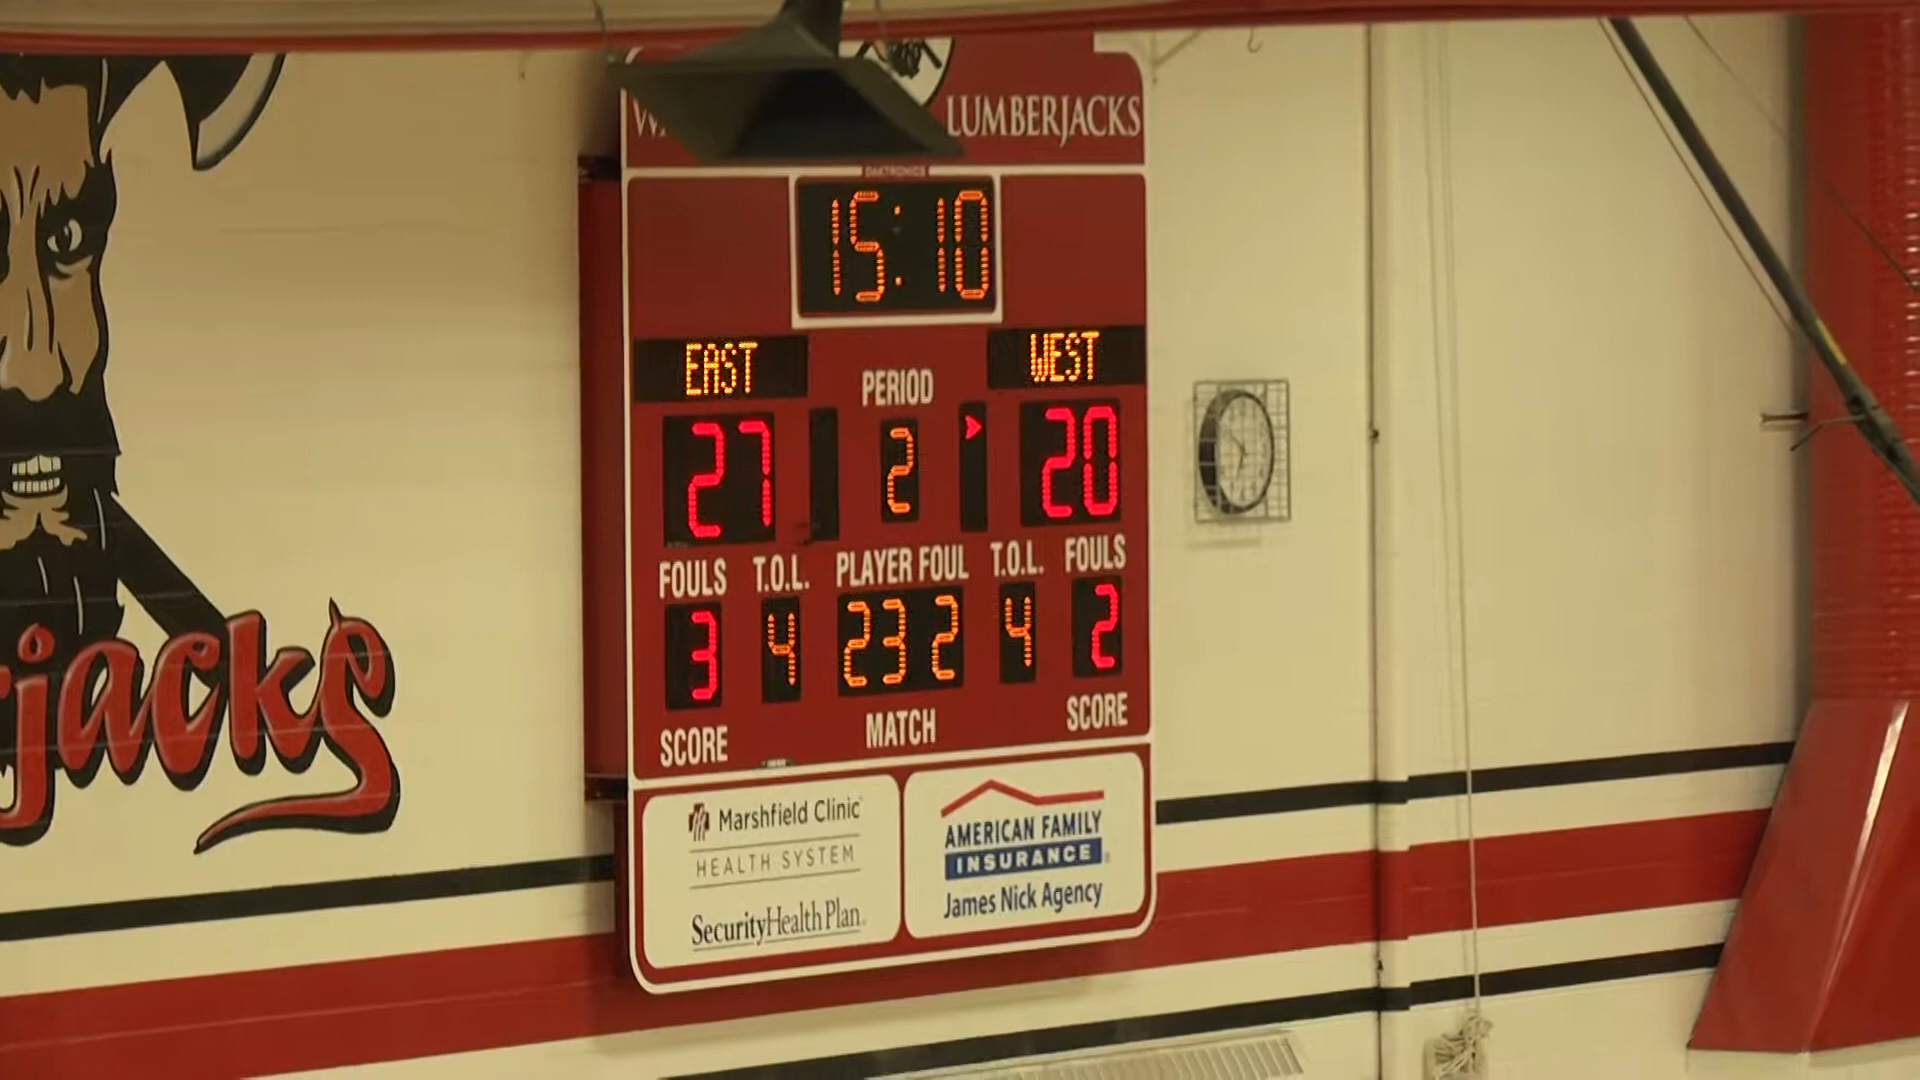 LUMBERJACKS
DAKTRONICS
15:10
EAST
WEST
PERIOD
27
2
20
FOULS
T.O.L.
PLAYER FOUL
T.O.L.
FOULS
3
4
23 2
4
2
SCORE
MATCH
SCORE
jacks
Marshfield Clinic
HEALTH SYSTEM
SecurityHealthPlan
AMERICAN FAMILY
INSURANCE
James Nick Agency